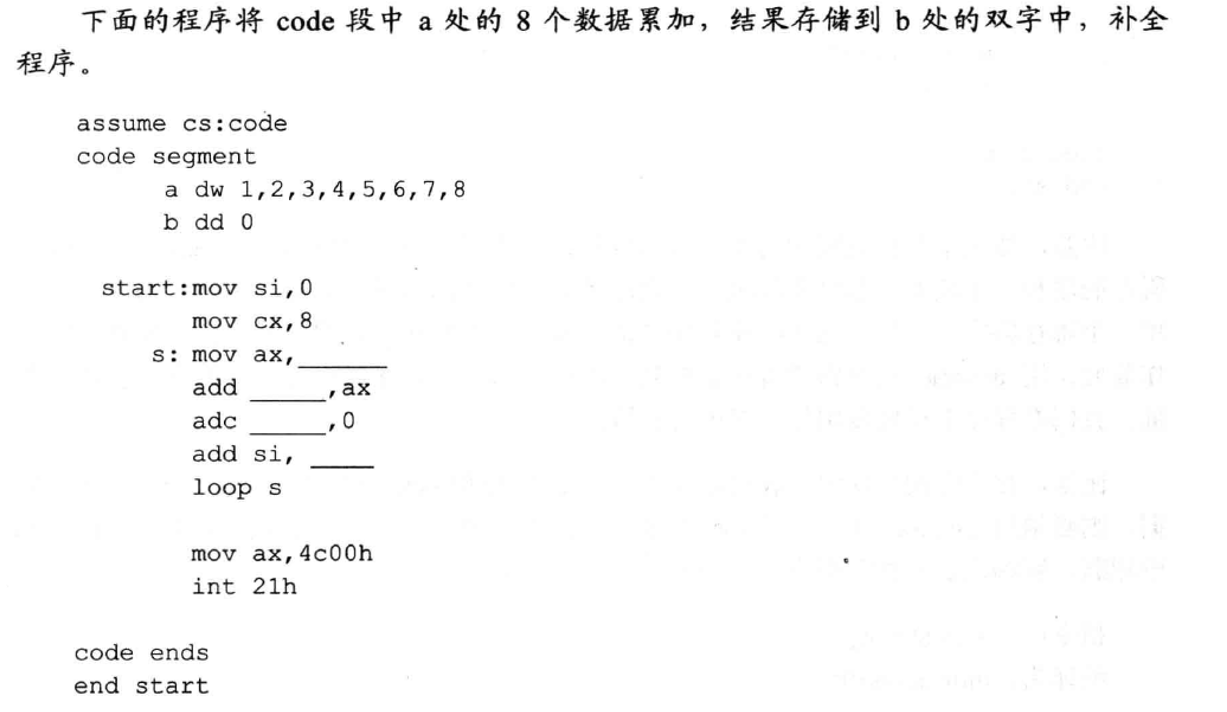 下面的程序将 code 段中 a 处的 8 个数据累加，结果存储到 b 处的双字中，补全
程序。
assume cs:code
code segment
a dw 1,2,3,4,5,6,7,8
b dd 0
start:mov si,0
mov cx,8
s: mov ax,______
add _____,ax
adc _____,0
add si, ____
loop s
mov ax,4c00h
int 21h
code ends
end start